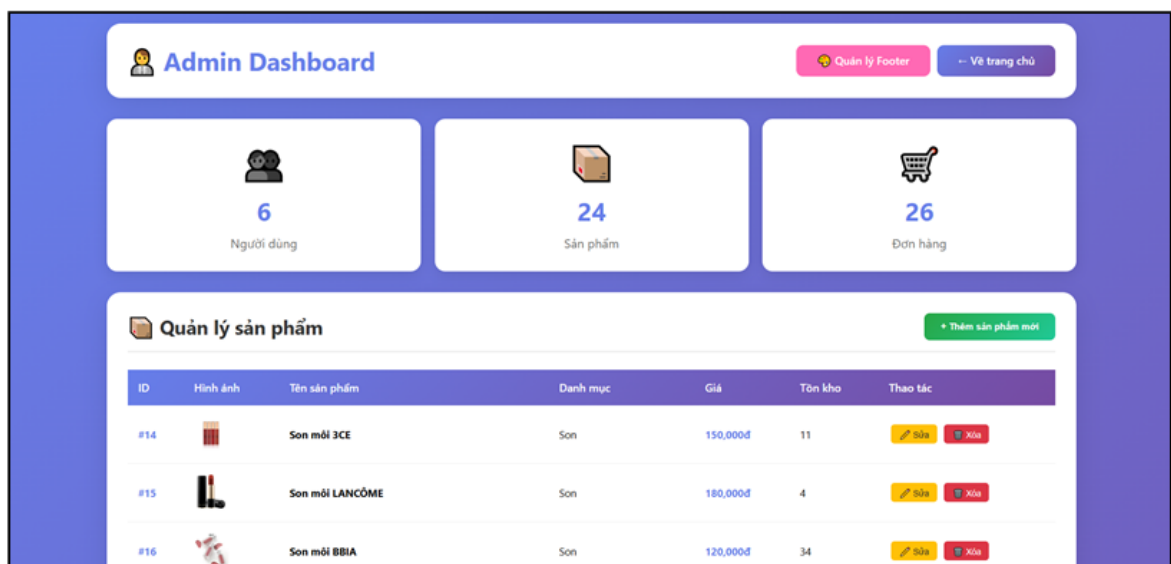 Admin Dashboard
Quản lý Footer
← Về trang chủ
6
Người dùng
24
Sản phẩm
26
Đơn hàng
Quản lý sản phẩm
+ Thêm sản phẩm mới
ID Hình ảnh Tên sản phẩm Danh mục Giá Tồn kho Thao tác
#14 Son môi 3CE Son 150,000đ 11 Sửa Xóa
#15 Son môi LANCÔME Son 180,000đ 4 Sửa Xóa
#16 Son môi BBIA Son 120,000đ 34 Sửa Xóa